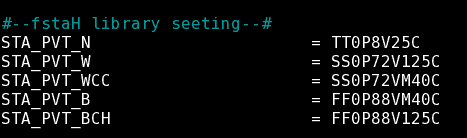 #--fstaH library seeting--#
STA_PVT_N = TT0P8V25C
STA_PVT_W = SS0P72V125C
STA_PVT_WCC = SS0P72VM40C
STA_PVT_B = FF0P88VM40C
STA_PVT_BCH = FF0P88V125C